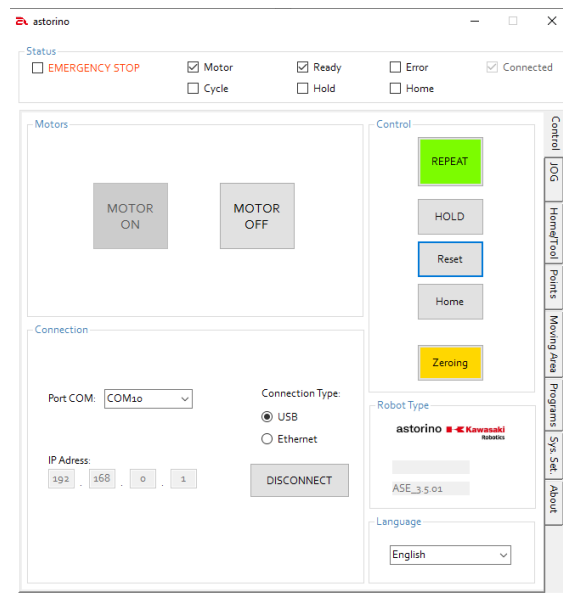 astorino
Status
EMERGENCY STOP
Motor
Ready
Error
Connected
Cycle
Hold
Home
Motors
MOTOR
ON
MOTOR
OFF
Control
REPEAT
HOLD
Reset
Home
Zeroing
Connection
Port COM:
COM10
Connection Type:
USB
Ethernet
IP Adress:
192 . 168 . 0 . 1
DISCONNECT
Robot Type
astorino Kawasaki
Robotics
ASE_3.5.01
Language
English
Control
JOG
Home/Tool
Points
Moving Area
Programs
Sys. Set.
About